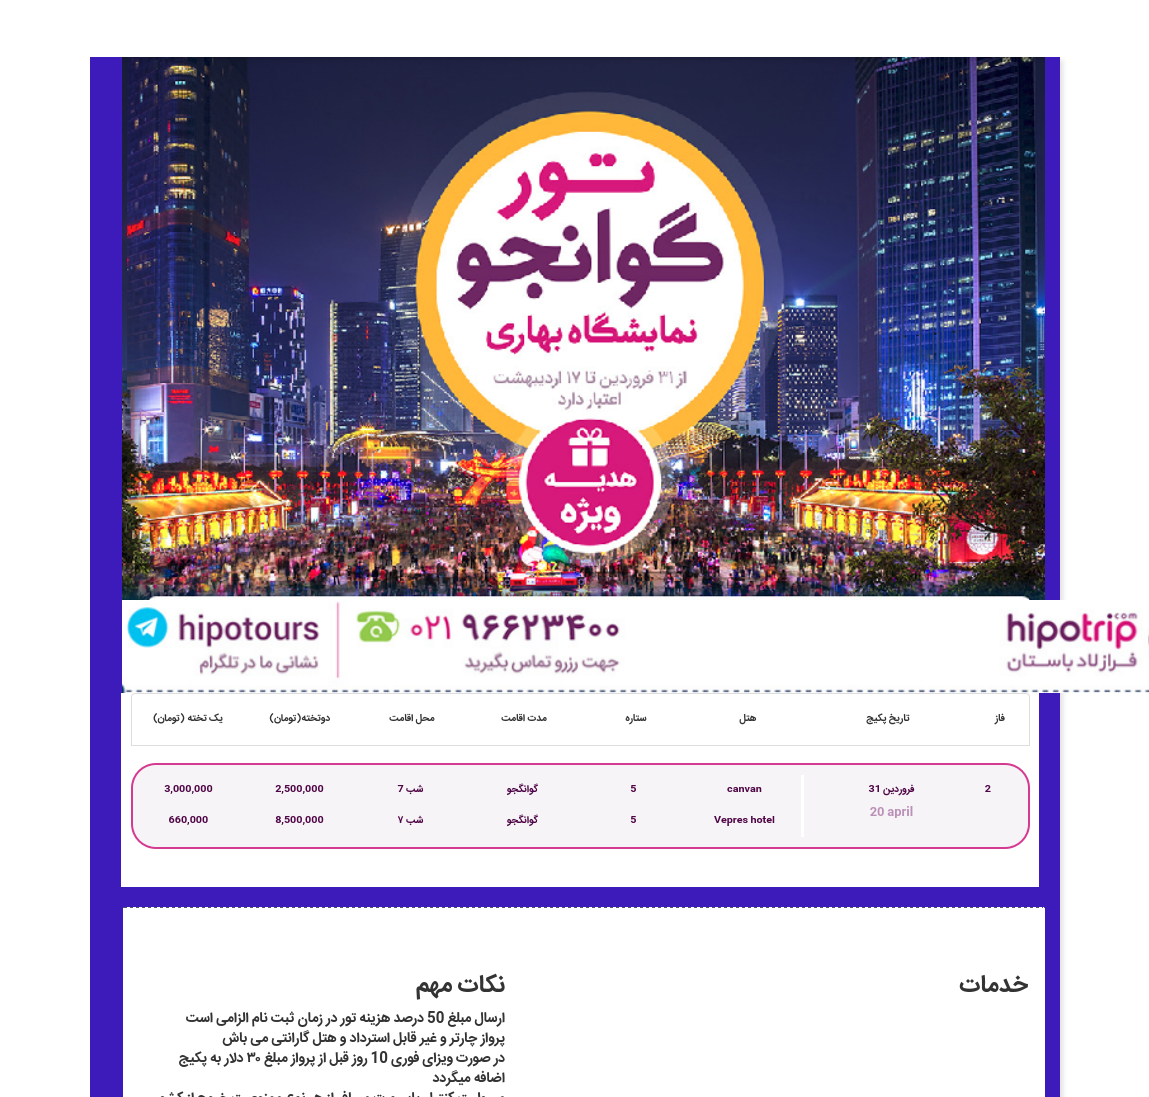 تور
گوانجو
نمایشگاه بهاری
از ۳۱ فروردین تا ۱۷ اردیبهشت
اعتبار دارد
هدیه
ویژه
hipotrip.com
فرازلاد باستان
۰۲۱ ۹۶۶۲۳۴۰۰
جهت رزرو تماس بگیرید
hipotours
نشانی ما در تلگرام
فاز تاریخ پکیج هتل ستاره مدت اقامت محل اقامت دوتخته(تومان) یک تخته (تومان)
2 31 فروردین canvan 5 گوانگجو 7 شب 2,500,000 3,000,000
20 april
Vepres hotel 5 گوانگجو ۷ شب 8,500,000 660,000
خدمات
نکات مهم
ارسال مبلغ 50 درصد هزینه تور در زمان ثبت نام الزامی است
پرواز چارتر و غیر قابل استرداد و هتل گارانتی می باش
در صورت ویزای فوری 10 روز قبل از پرواز مبلغ ۳۰ دلار به پکیج
اضافه میگردد